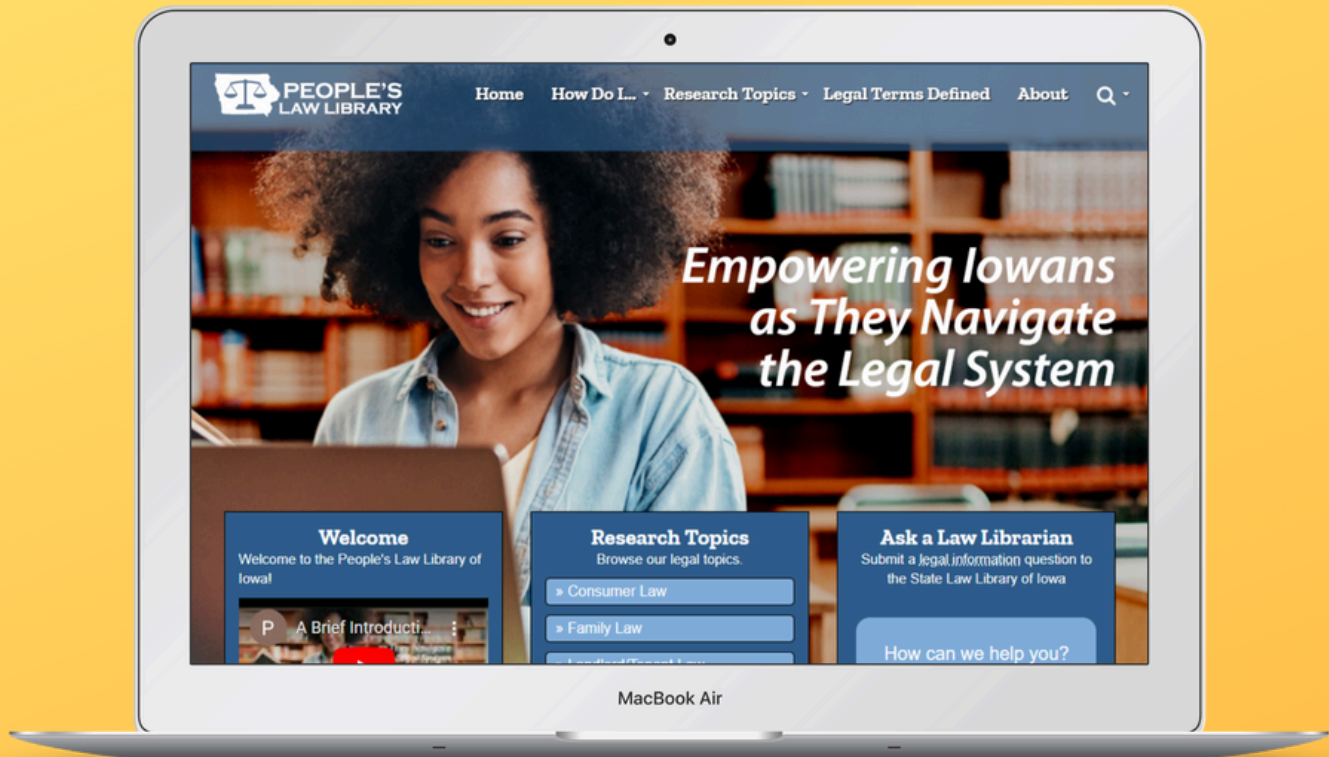 PEOPLE'S
LAW LIBRARY
Home How Do I... Research Topics Legal Terms Defined About
Empowering Iowans
as They Navigate
the Legal System
Welcome
Welcome to the People's Law Library of
Iowa!
P A Brief Introducti...
Research Topics
Browse our legal topics.
» Consumer Law
» Family Law
» Landlord/Tenant Law
Ask a Law Librarian
Submit a legal information question to
the State Law Library of Iowa
How can we help you?
MacBook Air